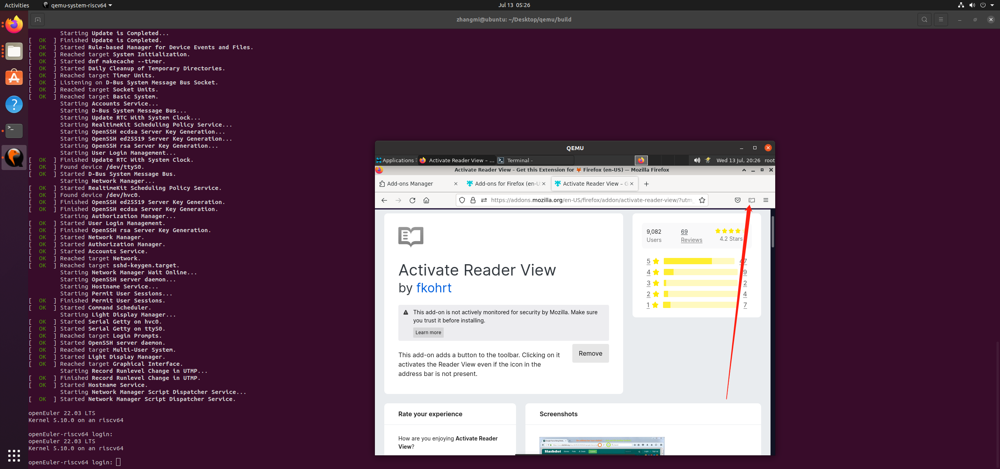 Activities
qemu-system-riscv64
Jul 13 05:26
zhangmi@ubuntu: ~/Desktop/qemu/build
Starting Update is Completed...
[ OK ] Finished Update is Completed.
[ OK ] Started Rule-based Manager for Device Events and Files.
[ OK ] Reached target System Initialization.
[ OK ] Started dnf makecache --timer.
[ OK ] Started Daily Cleanup of Temporary Directories.
[ OK ] Reached target Timer Units.
[ OK ] Listening on D-Bus System Message Bus Socket.
[ OK ] Reached target Socket Units.
[ OK ] Reached target Basic System.
Starting Accounts Service...
Starting D-Bus System Message Bus...
Starting Update RTC With System Clock...
Starting RealtimeKit Scheduling Policy Service...
Starting OpenSSH ecdsa Server Key Generation...
Starting OpenSSH ed25519 Server Key Generation...
Starting OpenSSH rsa Server Key Generation...
Starting User Login Management...
[ OK ] Finished Update RTC With System Clock.
[ OK ] Found device /dev/ttyS0.
[ OK ] Started D-Bus System Message Bus.
Starting Network Manager...
[ OK ] Started RealtimeKit Scheduling Policy Service.
[ OK ] Found device /dev/hvc0.
[ OK ] Finished OpenSSH ed25519 Server Key Generation.
[ OK ] Finished OpenSSH ecdsa Server Key Generation.
Starting Authorization Manager...
[ OK ] Started User Login Management.
[ OK ] Finished OpenSSH rsa Server Key Generation.
[ OK ] Started Network Manager.
[ OK ] Started Authorization Manager.
[ OK ] Started Accounts Service.
[ OK ] Reached target Network.
[ OK ] Reached target sshd-keygen.target.
Starting Network Manager Wait Online...
Starting OpenSSH server daemon...
Starting Hostname Service...
Starting Permit User Sessions...
[ OK ] Finished Permit User Sessions.
[ OK ] Started Command Scheduler.
Starting Light Display Manager...
[ OK ] Started Serial Getty on hvc0.
[ OK ] Started Serial Getty on ttyS0.
[ OK ] Reached target Login Prompts.
[ OK ] Started OpenSSH server daemon.
[ OK ] Reached target Multi-User System.
[ OK ] Started Light Display Manager.
[ OK ] Reached target Graphical Interface.
Starting Record Runlevel Change in UTMP...
[ OK ] Finished Record Runlevel Change in UTMP.
[ OK ] Started Hostname Service.
Starting Network Manager Script Dispatcher Service...
[ OK ] Started Network Manager Script Dispatcher Service.
openEuler 22.03 LTS
Kernel 5.10.0 on an riscv64
openEuler-riscv64 login:
openEuler 22.03 LTS
Kernel 5.10.0 on an riscv64
openEuler-riscv64 login:
QEMU
Applications
Activate Reader View – ...
Terminal -
Wed 13 Jul, 20:26 root
Activate Reader View – Get this Extension for 🦊 Firefox (en-US) — Mozilla Firefox
Add-ons Manager
Add-ons for Firefox (en-U
Activate Reader View – G
https://addons.mozilla.org/en-US/firefox/addon/activate-reader-view/?utm_
Activate Reader View
by fkohrt
This add-on is not actively monitored for security by Mozilla. Make sure
you trust it before installing.
Learn more
This add-on adds a button to the toolbar. Clicking on it
activates the Reader View even if the icon in the
address bar is not present.
Remove
9,082
Users
69
Reviews
4.2 Stars
5 47
4 9
3 2
2 4
1 7
Rate your experience
How are you enjoying Activate Reader
View?
Screenshots
Slashdot